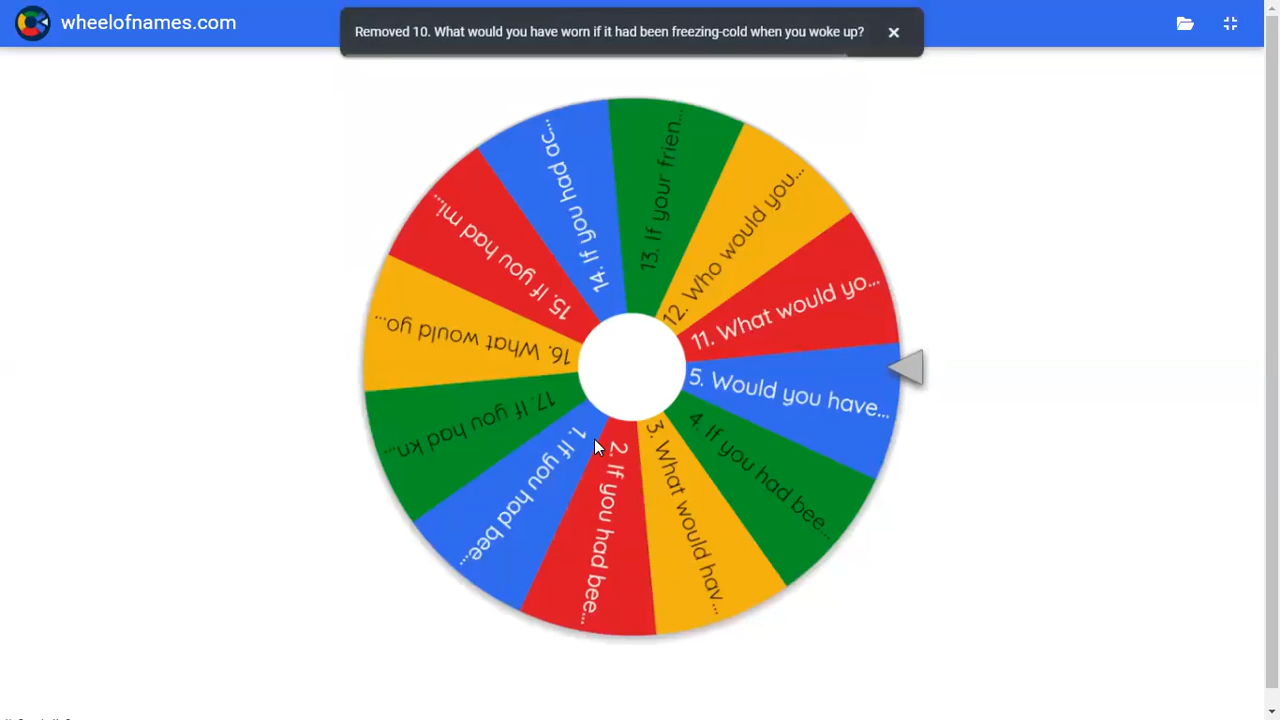 wheelofnames.com
Removed 10. What would you have worn if it had been freezing-cold when you woke up?
13. If your frien...
12. Who would you...
11. What would yo...
5. Would you have...
4. If you had bee...
3. What would hav...
2. If you had bee...
1. If you had bee...
17. If you had kn...
16. What would go...
15. If you had mi...
14. If you had ac...